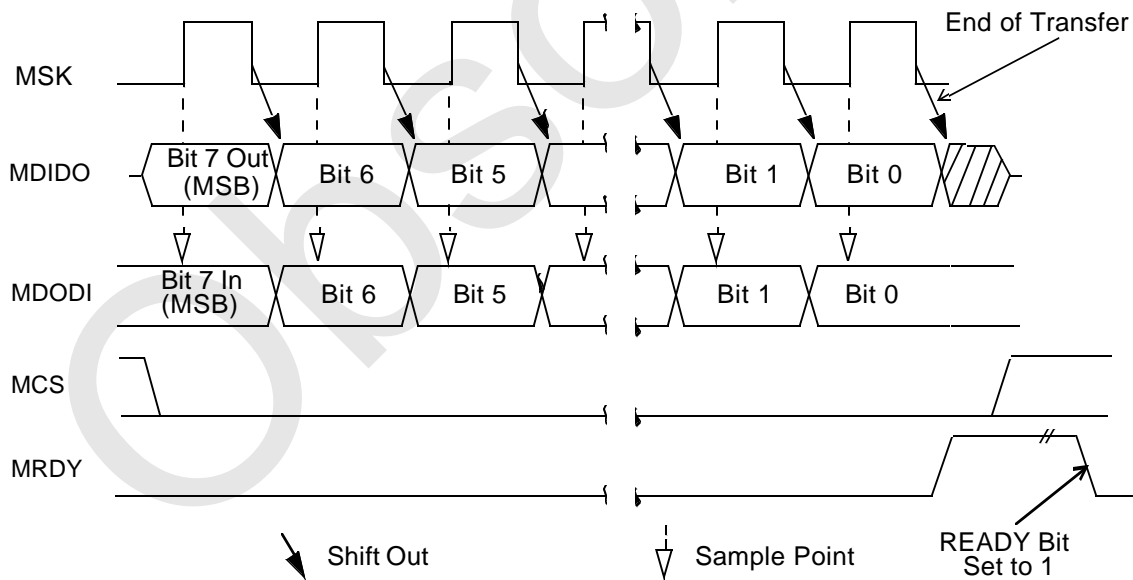 End of Transfer
MSK
MDIDO
Bit 7 Out
(MSB)
Bit 6
Bit 5
Bit 1
Bit 0
MDODI
Bit 7 In
(MSB)
Bit 6
Bit 5
Bit 1
Bit 0
MCS
MRDY
Shift Out
Sample Point
READY Bit
Set to 1